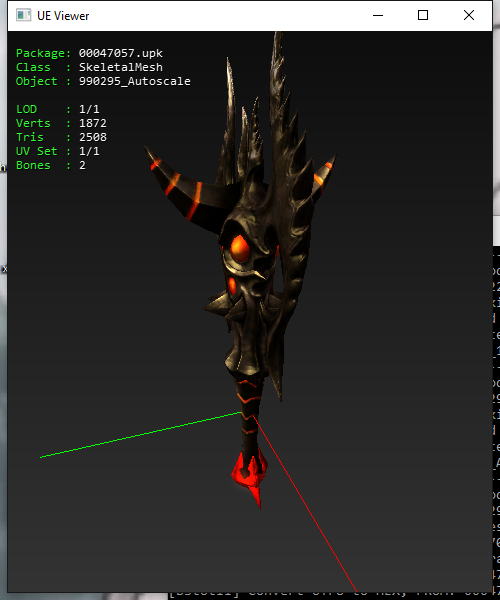 UE Viewer
Package: 00047057.upk
Class : SkeletalMesh
Object : 990295_Autoscale
LOD : 1/1
Verts : 1872
Tris : 2508
UV Set : 1/1
Bones : 2